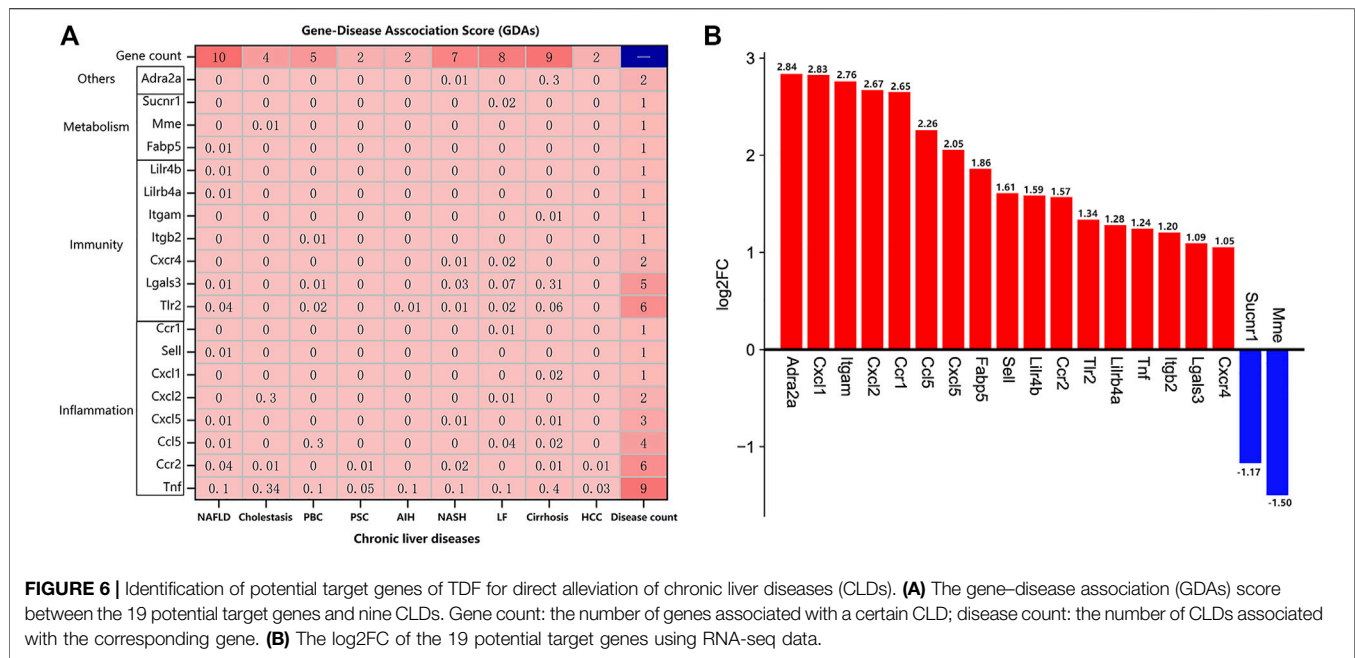 A
Gene-Disease Asscociation Score (GDAs)
Gene count 10 4 5 2 2 7 8 9 2 —
Others
Adra2a 0 0 0 0 0 0.01 0 0.3 0 2
Metabolism
Sucnr1 0 0 0 0 0 0 0.02 0 0 1
Mme 0 0.01 0 0 0 0 0 0 0 1
Fabp5 0.01 0 0 0 0 0 0 0 0 1
Immunity
Lilr4b 0.01 0 0 0 0 0 0 0 0 1
Lilrb4a 0.01 0 0 0 0 0 0 0 0 1
Itgam 0 0 0 0 0 0 0 0.01 0 1
Itgb2 0 0 0.01 0 0 0 0 0 0 1
Cxcr4 0 0 0 0 0 0.01 0.02 0 0 2
Lgals3 0.01 0 0.01 0 0 0.03 0.07 0.31 0 5
Tlr2 0.04 0 0.02 0 0.01 0.01 0.02 0.06 0 6
Inflammation
Ccr1 0 0 0 0 0 0 0.01 0 0 1
Sell 0.01 0 0 0 0 0 0 0 0 1
Cxcl1 0 0 0 0 0 0 0 0.02 0 1
Cxcl2 0 0.3 0 0 0 0 0.01 0 0 2
Cxcl5 0.01 0 0 0 0 0.01 0 0.01 0 3
Ccl5 0.01 0 0.3 0 0 0 0.04 0.02 0 4
Ccr2 0.04 0.01 0 0.01 0 0.02 0 0.01 0.01 6
Tnf 0.1 0.34 0.1 0.05 0.1 0.1 0.1 0.4 0.03 9
NAFLD Cholestasis PBC PSC AIH NASH LF Cirrhosis HCC Disease count
Chronic liver diseases
B
log2FC
3
2
1
0
−1
2.84 2.83 2.76 2.67 2.65 2.26 2.05 1.86 1.61 1.59 1.57 1.34 1.28 1.24 1.20 1.09 1.05
Sucnr1 Mme
Adra2a Cxcl1 Itgam Cxcl2 Ccr1 Ccl5 Cxcl5 Fabp5 Sell Lilr4b Ccr2 Tlr2 Lilrb4a Tnf Itgb2 Lgals3 Cxcr4
-1.17 -1.50
FIGURE 6 | Identification of potential target genes of TDF for direct alleviation of chronic liver diseases (CLDs). (A) The gene–disease association (GDAs) score
between the 19 potential target genes and nine CLDs. Gene count: the number of genes associated with a certain CLD; disease count: the number of CLDs associated
with the corresponding gene. (B) The log2FC of the 19 potential target genes using RNA-seq data.